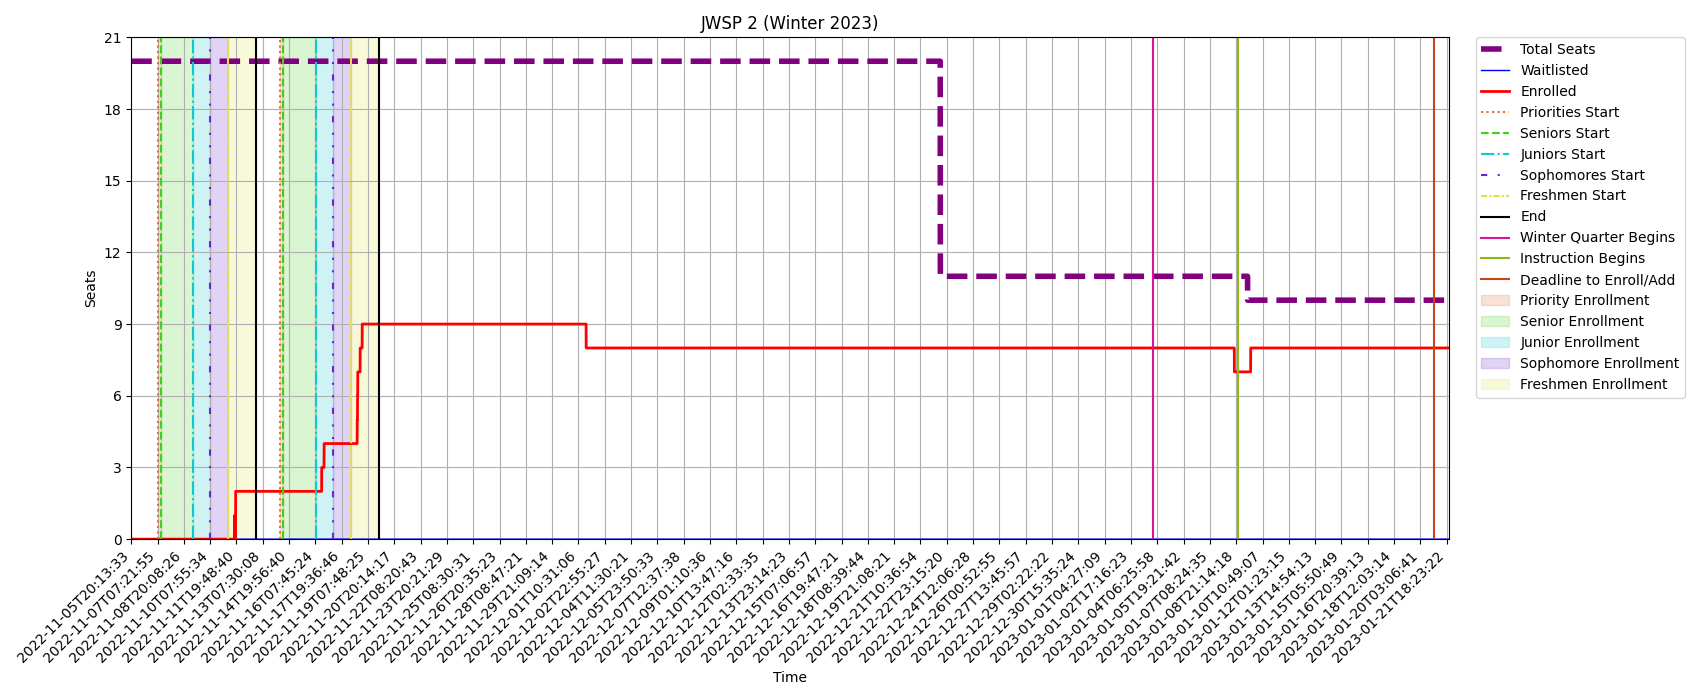 JWSP 2 (Winter 2023)
Seats
21
18
15
12
9
6
3
0
2022-11-05T20:13:33
2022-11-07T07:21:55
2022-11-08T20:08:26
2022-11-10T07:55:34
2022-11-11T19:48:40
2022-11-13T07:30:08
2022-11-14T19:56:40
2022-11-16T07:45:24
2022-11-17T19:36:46
2022-11-19T07:48:25
2022-11-20T20:14:17
2022-11-22T08:20:43
2022-11-23T20:21:29
2022-11-25T08:30:31
2022-11-26T20:35:23
2022-11-28T08:47:21
2022-11-29T21:09:14
2022-12-01T10:31:06
2022-12-02T22:55:27
2022-12-04T11:30:21
2022-12-05T23:50:33
2022-12-07T12:37:38
2022-12-09T01:10:36
2022-12-10T13:47:16
2022-12-12T02:33:35
2022-12-13T23:14:23
2022-12-15T07:06:57
2022-12-16T19:47:21
2022-12-18T08:39:44
2022-12-19T21:08:21
2022-12-21T10:36:54
2022-12-22T23:15:20
2022-12-24T12:06:28
2022-12-26T00:52:55
2022-12-27T13:45:57
2022-12-29T02:22:22
2022-12-30T15:35:24
2023-01-01T04:27:09
2023-01-02T17:16:23
2023-01-04T06:25:58
2023-01-05T19:21:42
2023-01-07T08:24:35
2023-01-08T21:14:18
2023-01-10T10:49:07
2023-01-12T01:23:15
2023-01-13T14:54:13
2023-01-15T05:50:49
2023-01-16T20:39:13
2023-01-18T12:03:14
2023-01-20T03:06:41
2023-01-21T18:23:22
Time
Total Seats
Waitlisted
Enrolled
Priorities Start
Seniors Start
Juniors Start
Sophomores Start
Freshmen Start
End
Winter Quarter Begins
Instruction Begins
Deadline to Enroll/Add
Priority Enrollment
Senior Enrollment
Junior Enrollment
Sophomore Enrollment
Freshmen Enrollment